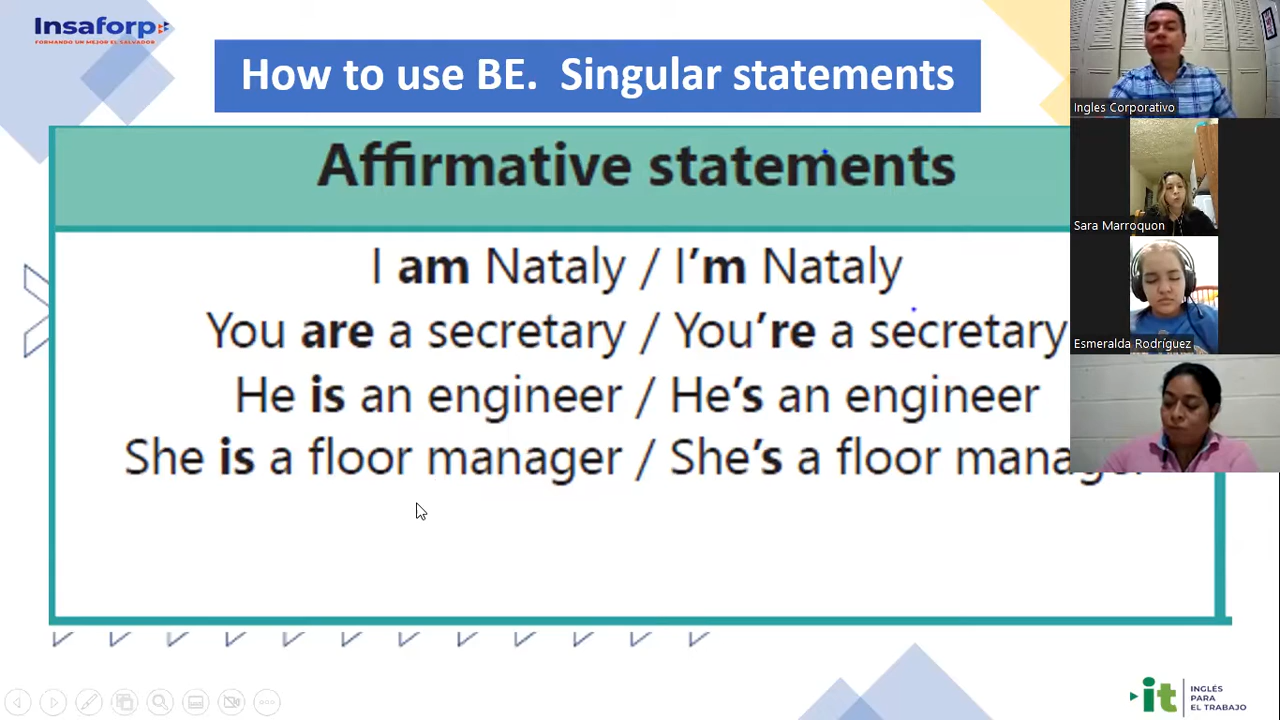 Insaforp
FORMANDO UN MEJOR EL SALVADOR
How to use BE. Singular statements
Affirmative statements
I am Nataly / I'm Nataly
You are a secretary / You're a secretary
He is an engineer / He's an engineer
She is a floor manager / She's a floor manager
Ingles Corporativo
Sara Marroquon
Esmeralda Rodríguez
it
INGLÉS
PARA
EL TRABAJO